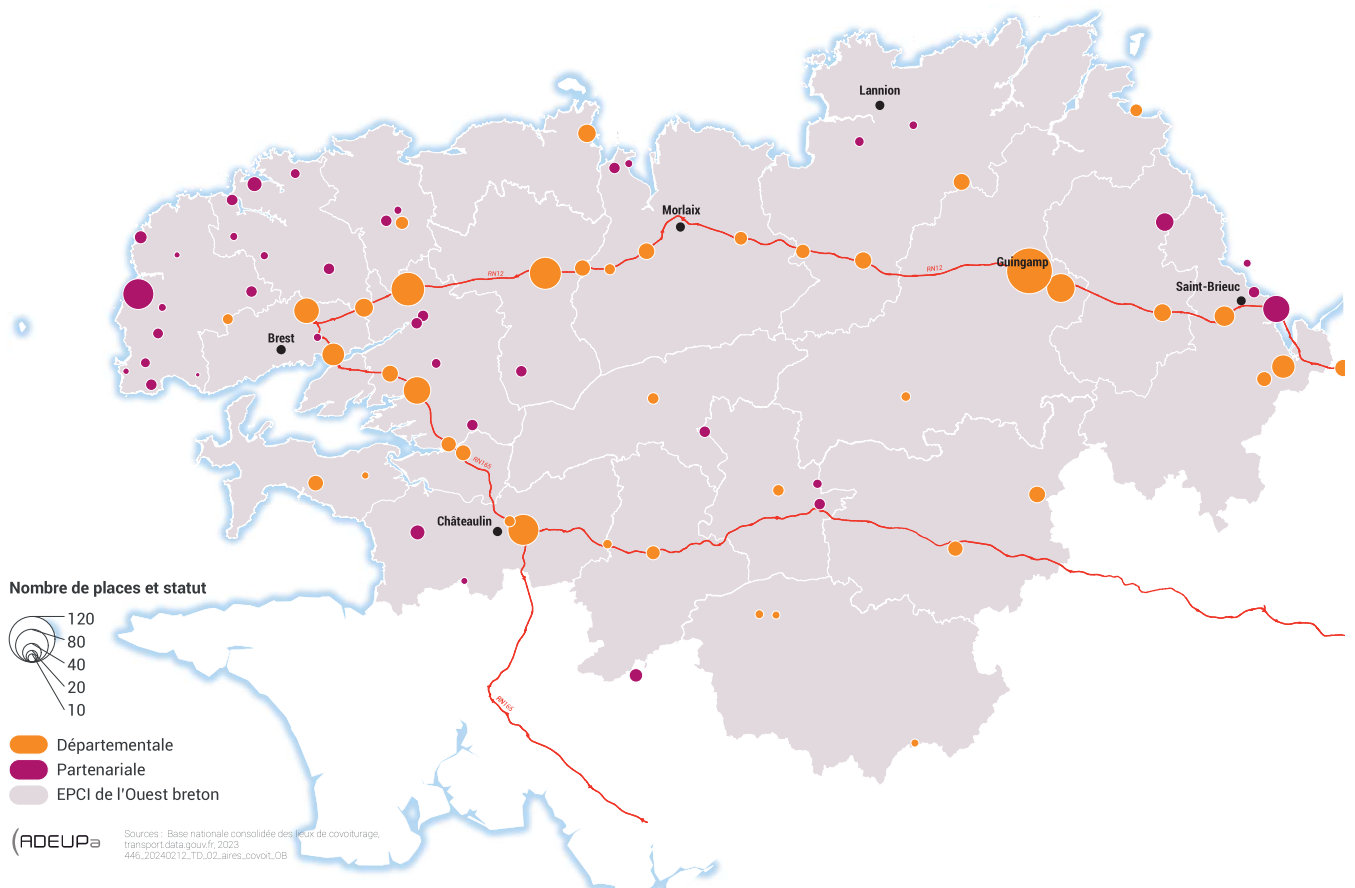 Lannion
Morlaix
RN12
RN12
Guingamp
Saint-Brieuc
Brest
RN165
Châteaulin
RN165
Nombre de places et statut
120
80
40
20
10
Départementale
Partenariale
EPCI de l'Ouest breton
ADEUPa
Sources : Base nationale consolidée des lieux de covoiturage,
transport.data.gouv.fr, 2023
446_20240212_TD_02_aires_covoit_OB